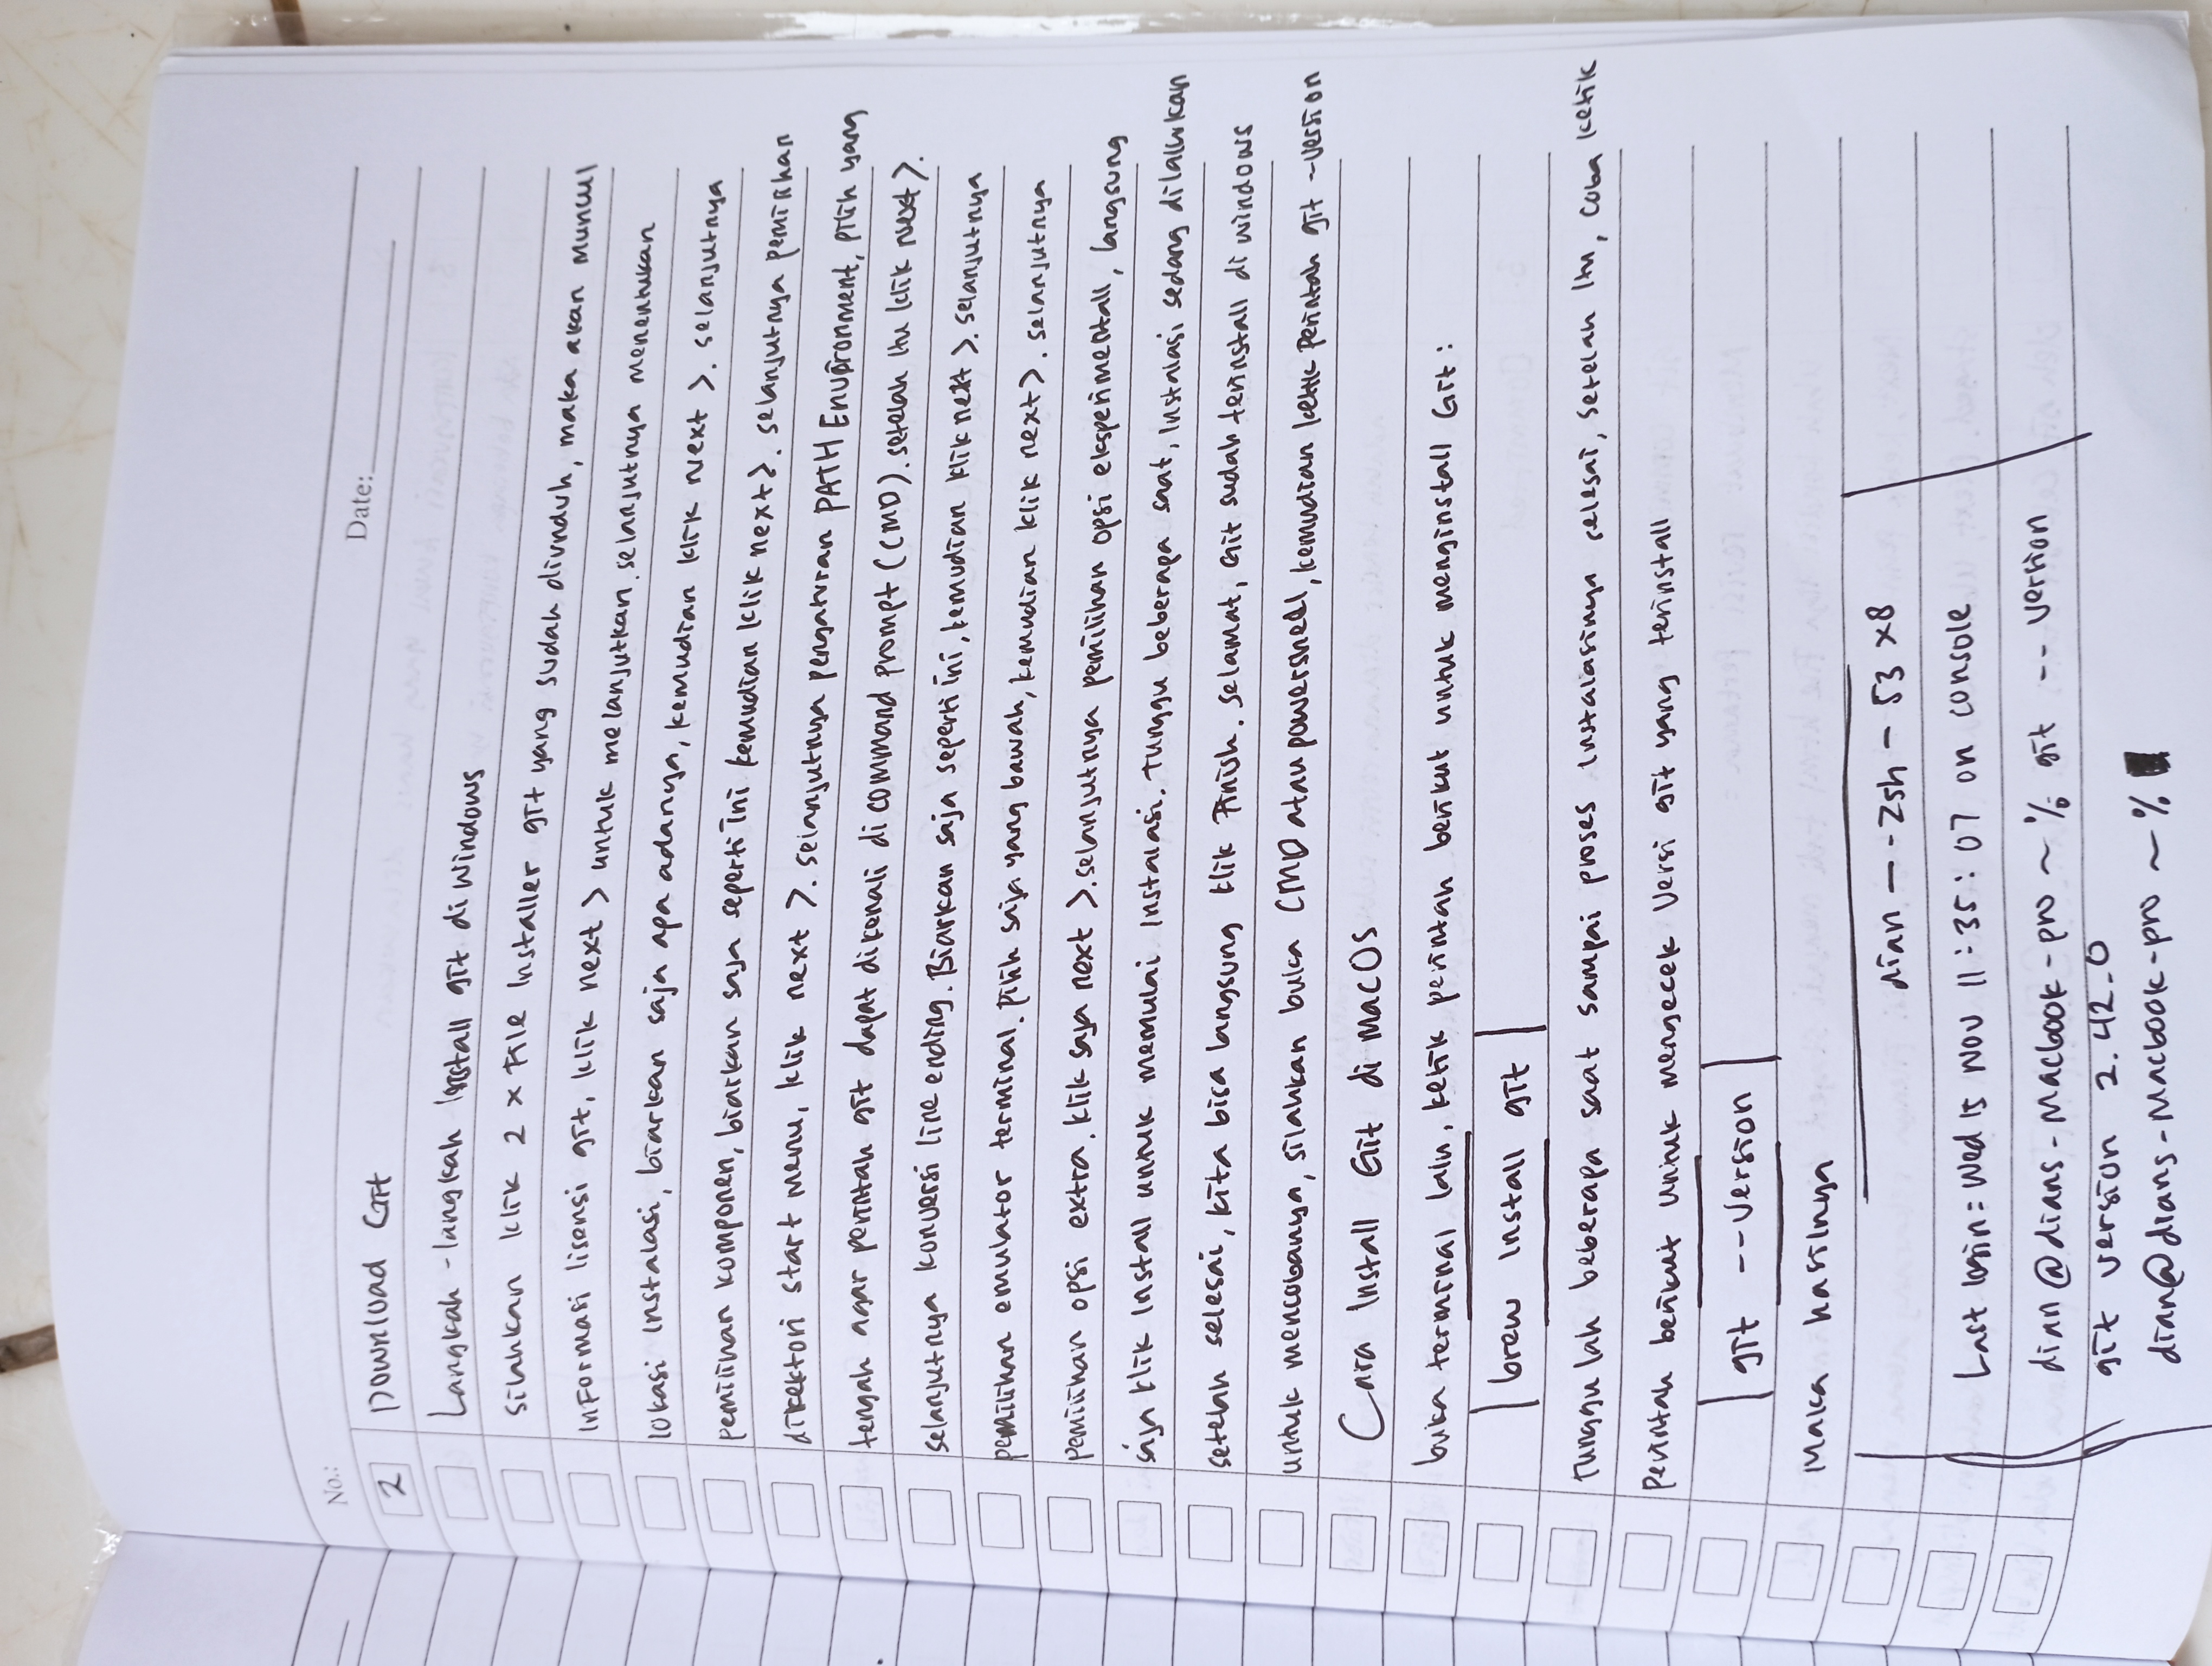 No.:
Date:
2 Download Git
Langkah-langkah Install git di windows
silahkan klik 2 x file Installer git yang sudah diunduh, maka akan muncul
informasi lisensi git, klik next > untuk melanjutkan. selanjutnya menentukan
lokasi instalasi, biarkan saja apa adanya, kemudian klik next >. selanjutnya
pemilihan komponen, biarkan saja seperti ini kemudian klik next >. selanjutnya pemilihan
direktori start menu, klik next >. selanjutnya pengaturan PATH Environment, pilih yang
tengah agar perintah git dapat dikenali di command prompt (CMD). setelah itu klik next >.
selanjutnya konversi line ending. Biarkan saja seperti ini, kemudian klik next >. selanjutnya
pemilihan emulator terminal. pilih saja yang bawah, kemudian klik next >. selanjutnya
pemilihan opsi extra. klik saja next >. selanjutnya pemilihan opsi eksperimentall, langsung
saja klik Install untuk memulai instalasi. Tunggu beberapa saat, instalasi sedang dilakukan
setelah selesai, kita bisa langsung klik finish. selamat, git sudah terinstall di windows
untuk mencobanya, silahkan buka CMD atau powershell, kemudian ketik perintah git -version
Cara Install Git di MacOs
buka terminal lalu, ketik perintah berikut untuk menginstall Git :
brew install git
Tunggu lah beberapa saat sampai proses instalasinya selesai, setelah itu, coba ketik
Perintah berikut untuk mengecek Versi git yang terinstall
git --version
Maka hasilnya
dian — -zsh - 53 x8
Last login = Wed 15 Nov 11 : 35 : 07 on console
dian @ dians - Macbook - pro ~ % git -- version
git version 2.42.0
dian@dians-Macbook-pro ~ %